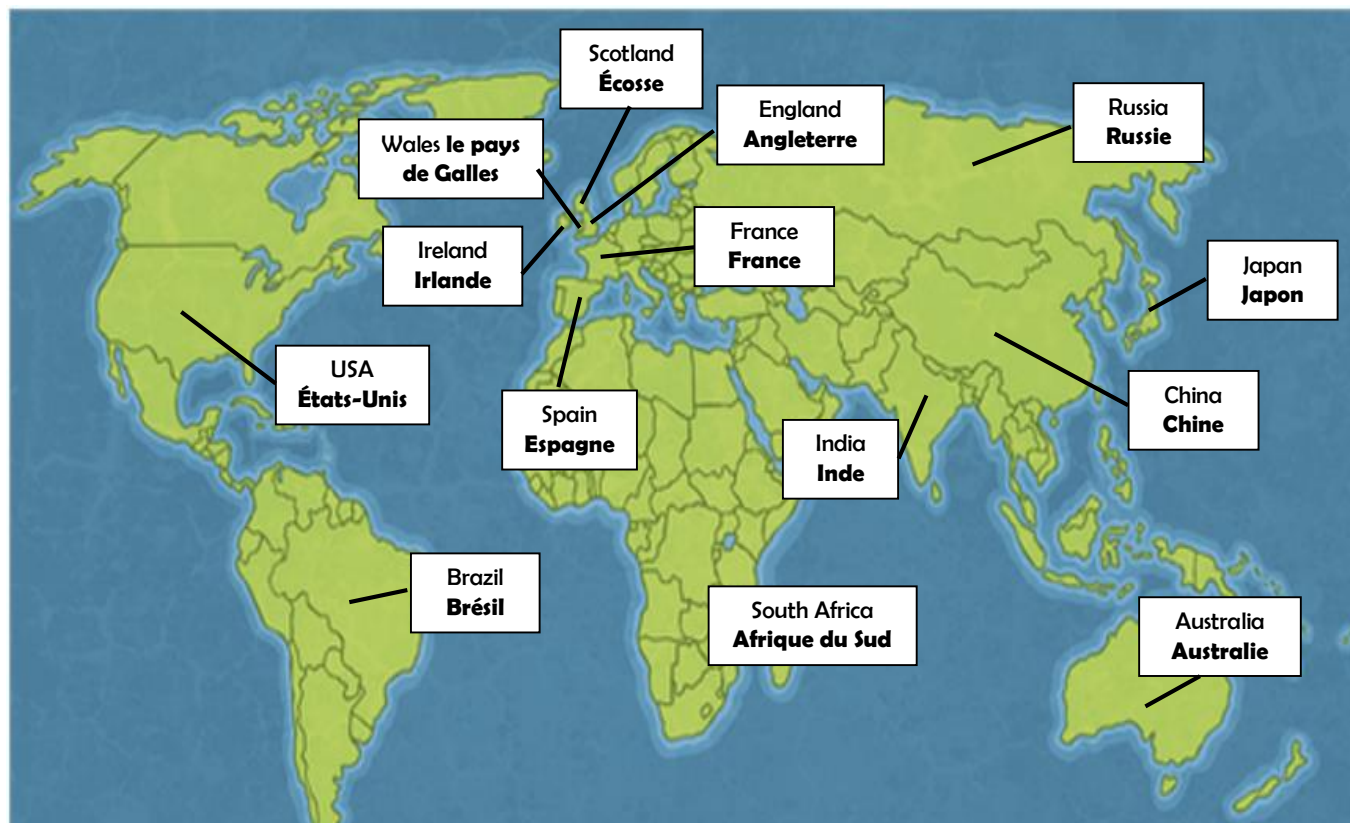 Scotland
Écosse
England
Angleterre
Russia
Russie
Wales le pays
de Galles
Ireland
Irlande
France
France
Japan
Japon
USA
États-Unis
Spain
Espagne
India
Inde
China
Chine
Brazil
Brésil
South Africa
Afrique du Sud
Australia
Australie